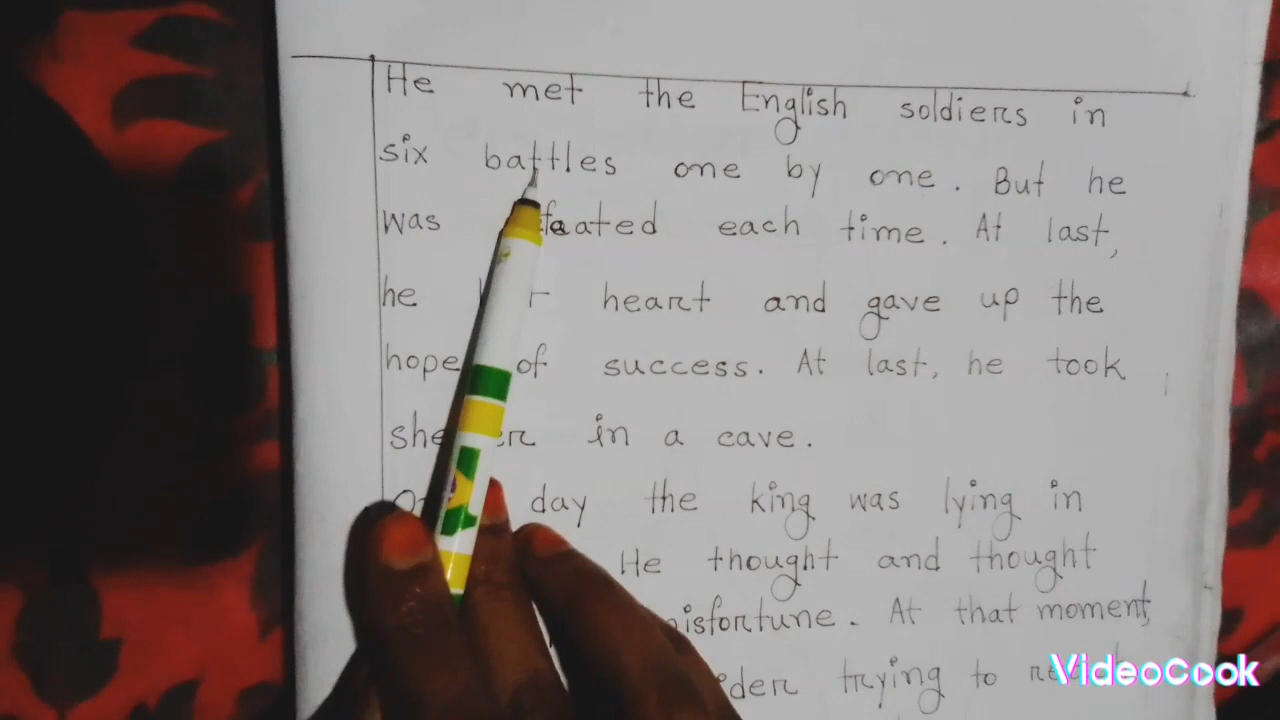 He met the English soldiers in
six battles one by one. But he
was each time. At last,
he heart and gave up the
hope of success. At last, he took
in a cave.
day the king was lying in
He thought and thought
At that moment,
trying to
VideoCook